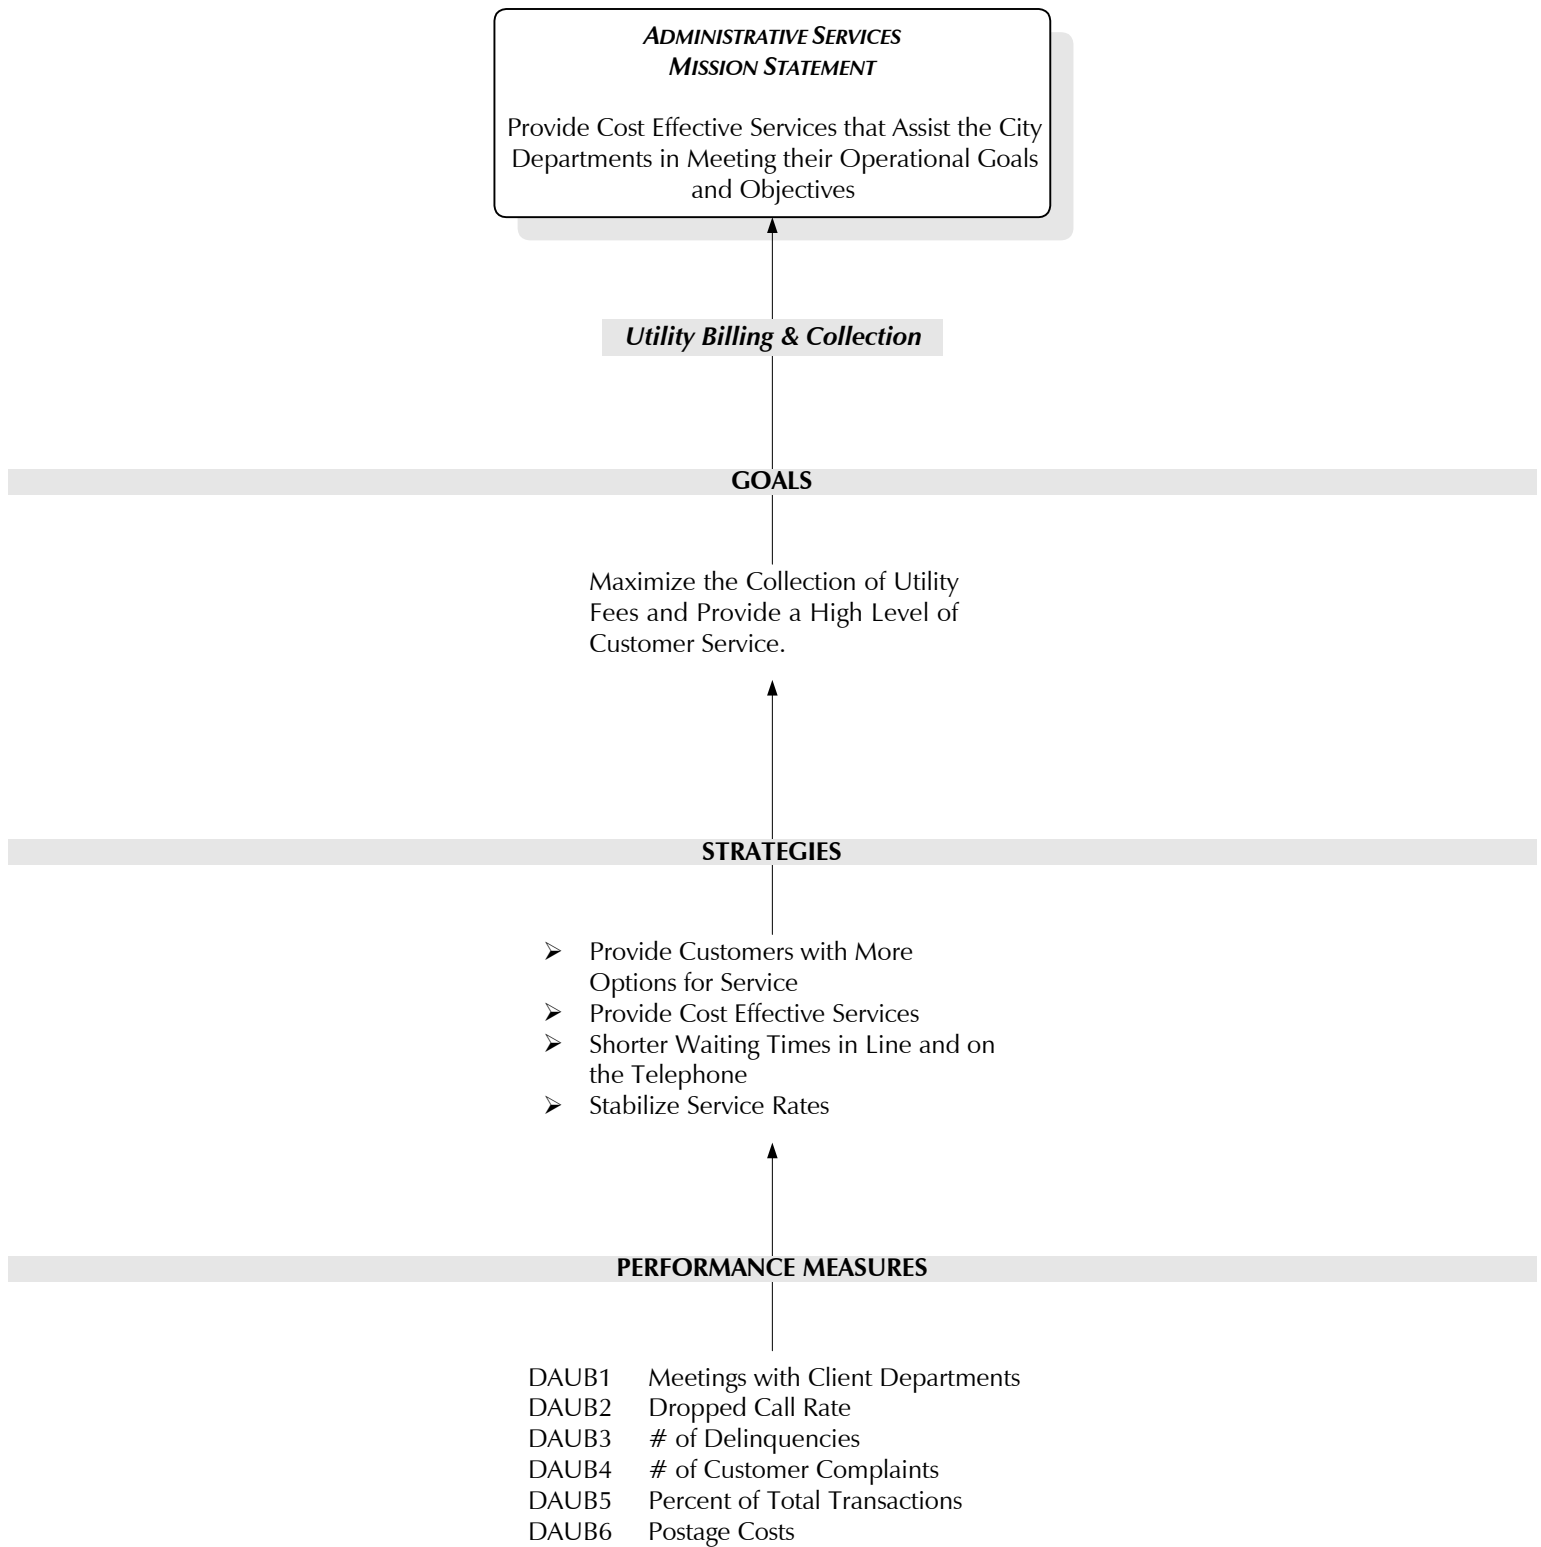 ADMINISTRATIVE SERVICES
MISSION STATEMENT
Provide Cost Effective Services that Assist the City
Departments in Meeting their Operational Goals
and Objectives
Utility Billing & Collection
GOALS
Maximize the Collection of Utility
Fees and Provide a High Level of
Customer Service.
STRATEGIES
➢ Provide Customers with More
Options for Service
➢ Provide Cost Effective Services
➢ Shorter Waiting Times in Line and on
the Telephone
➢ Stabilize Service Rates
PERFORMANCE MEASURES
DAUB1 Meetings with Client Departments
DAUB2 Dropped Call Rate
DAUB3 # of Delinquencies
DAUB4 # of Customer Complaints
DAUB5 Percent of Total Transactions
DAUB6 Postage Costs